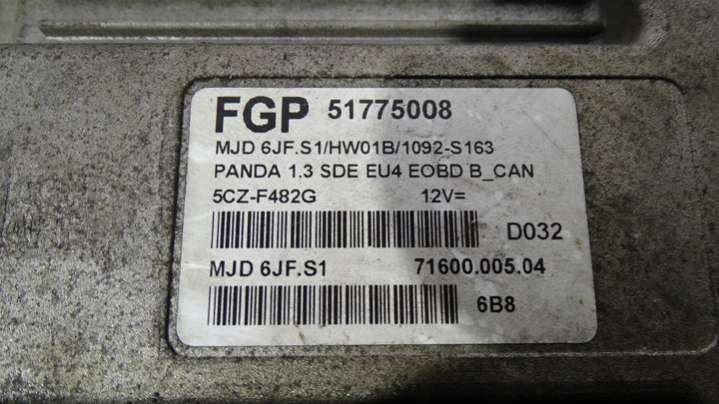 FGP 51775008
MJD 6JF.S1/HW01B/1092-S163
PANDA 1.3 SDE EU4 EOBD B_CAN
5CZ-F482G 12V=
D032
MJD 6JF.S1 71600.005.04
6B8